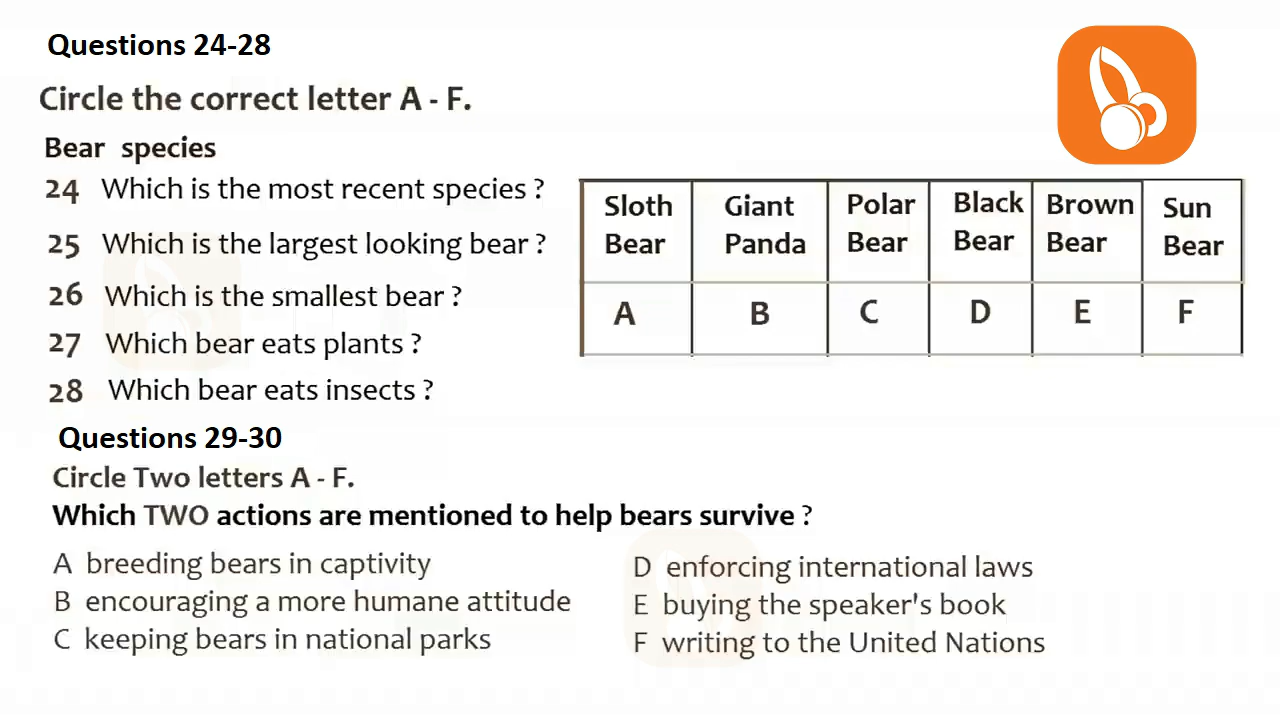 Questions 24-28
Circle the correct letter A - F.
Bear species
24 Which is the most recent species ?
25 Which is the largest looking bear ?
26 Which is the smallest bear ?
27 Which bear eats plants ?
28 Which bear eats insects ?
Sloth Bear
Giant Panda
Polar Bear
Black Bear
Brown Bear
Sun Bear
A B C D E F
Questions 29-30
Circle Two letters A - F.
Which TWO actions are mentioned to help bears survive ?
A breeding bears in captivity
B encouraging a more humane attitude
C keeping bears in national parks
D enforcing international laws
E buying the speaker's book
F writing to the United Nations